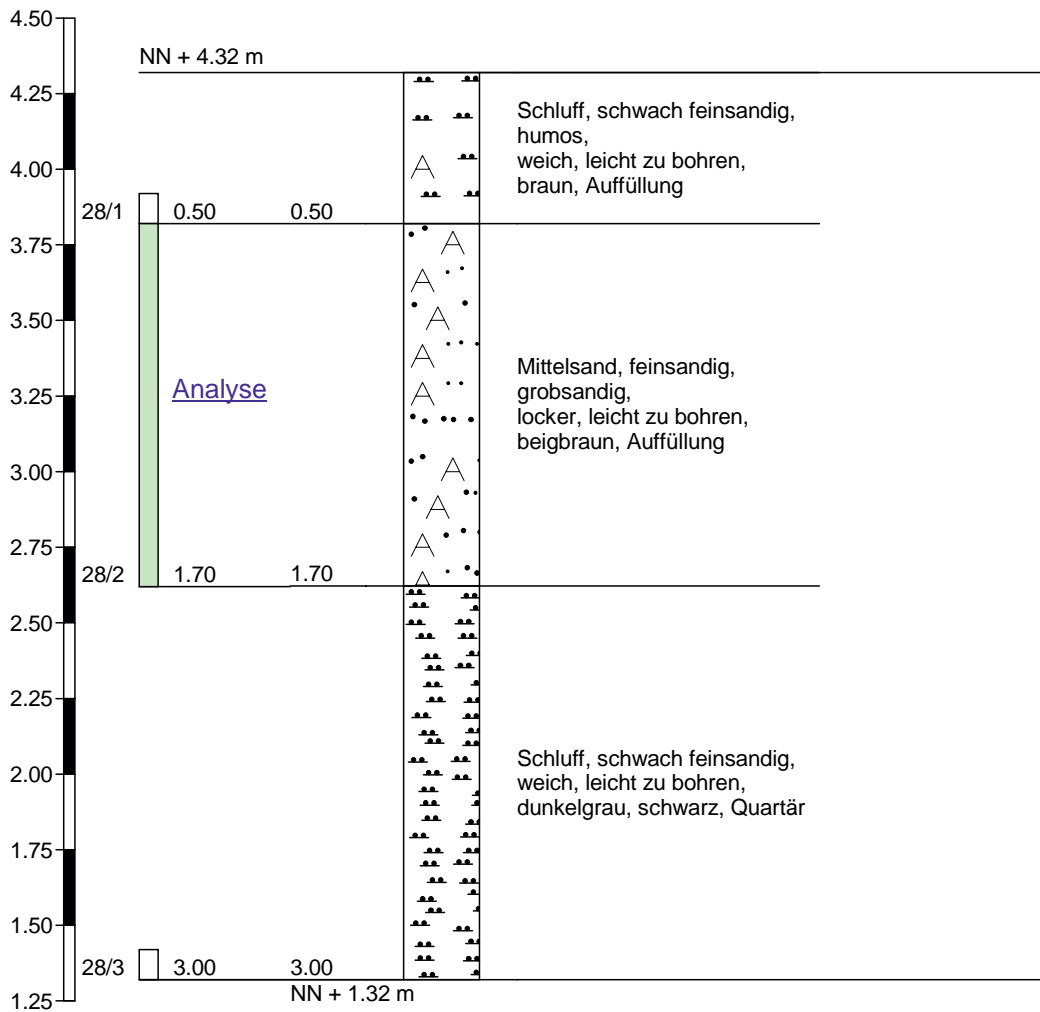 4.50
NN + 4.32 m
4.25
Schluff, schwach feinsandig,
humos,
weich, leicht zu bohren,
braun, Auffüllung
4.00
28/1 0.50 0.50
3.75
3.50
Mittelsand, feinsandig,
grobsandig,
locker, leicht zu bohren,
beigbraun, Auffüllung
Analyse
3.25
3.00
2.75
28/2 1.70 1.70
2.50
2.25
2.00
Schluff, schwach feinsandig,
weich, leicht zu bohren,
dunkelgrau, schwarz, Quartär
1.75
1.50
28/3 3.00 3.00
NN + 1.32 m
1.25
A
A
A
A
A
A
A
A
A
A